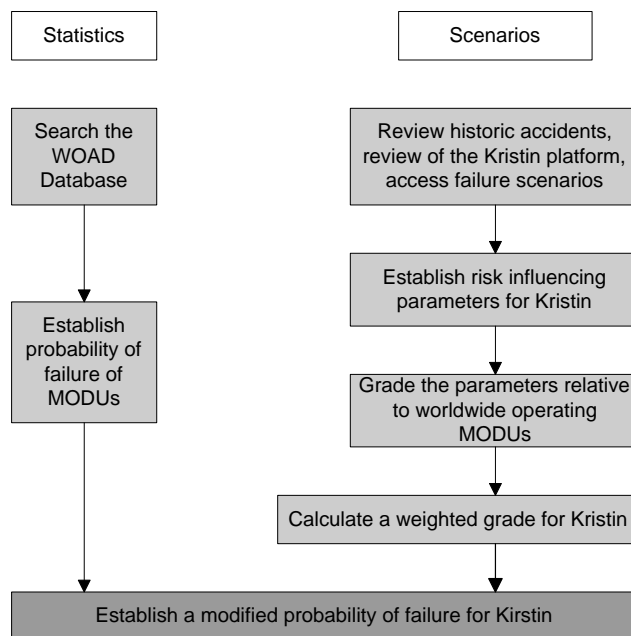 Statistics
Scenarios
Search the
WOAD
Database
Review historic accidents,
review of the Kristin platform,
access failure scenarios
Establish risk influencing
parameters for Kristin
Establish
probability of
failure of
MODUs
Grade the parameters relative
to worldwide operating
MODUs
Calculate a weighted grade for Kristin
Establish a modified probability of failure for Kirstin